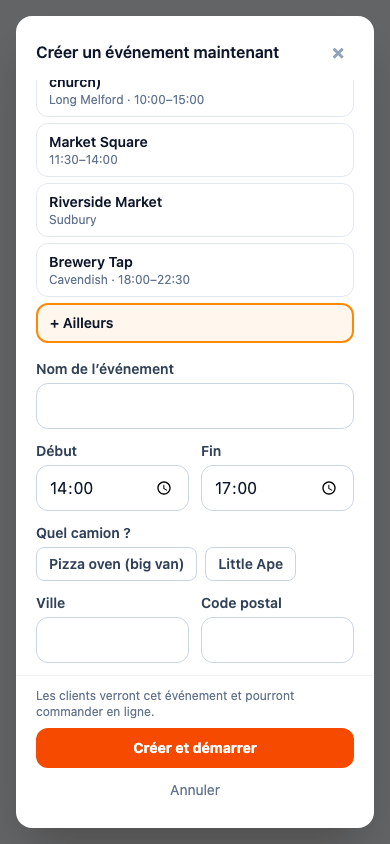 Créer un événement maintenant
church)
Long Melford · 10:00–15:00
Market Square
11:30–14:00
Riverside Market
Sudbury
Brewery Tap
Cavendish · 18:00–22:30
+ Ailleurs
Nom de l’événement
Début
Fin
14:00
17:00
Quel camion ?
Pizza oven (big van)
Little Ape
Ville
Code postal
Les clients verront cet événement et pourront
commander en ligne.
Créer et démarrer
Annuler